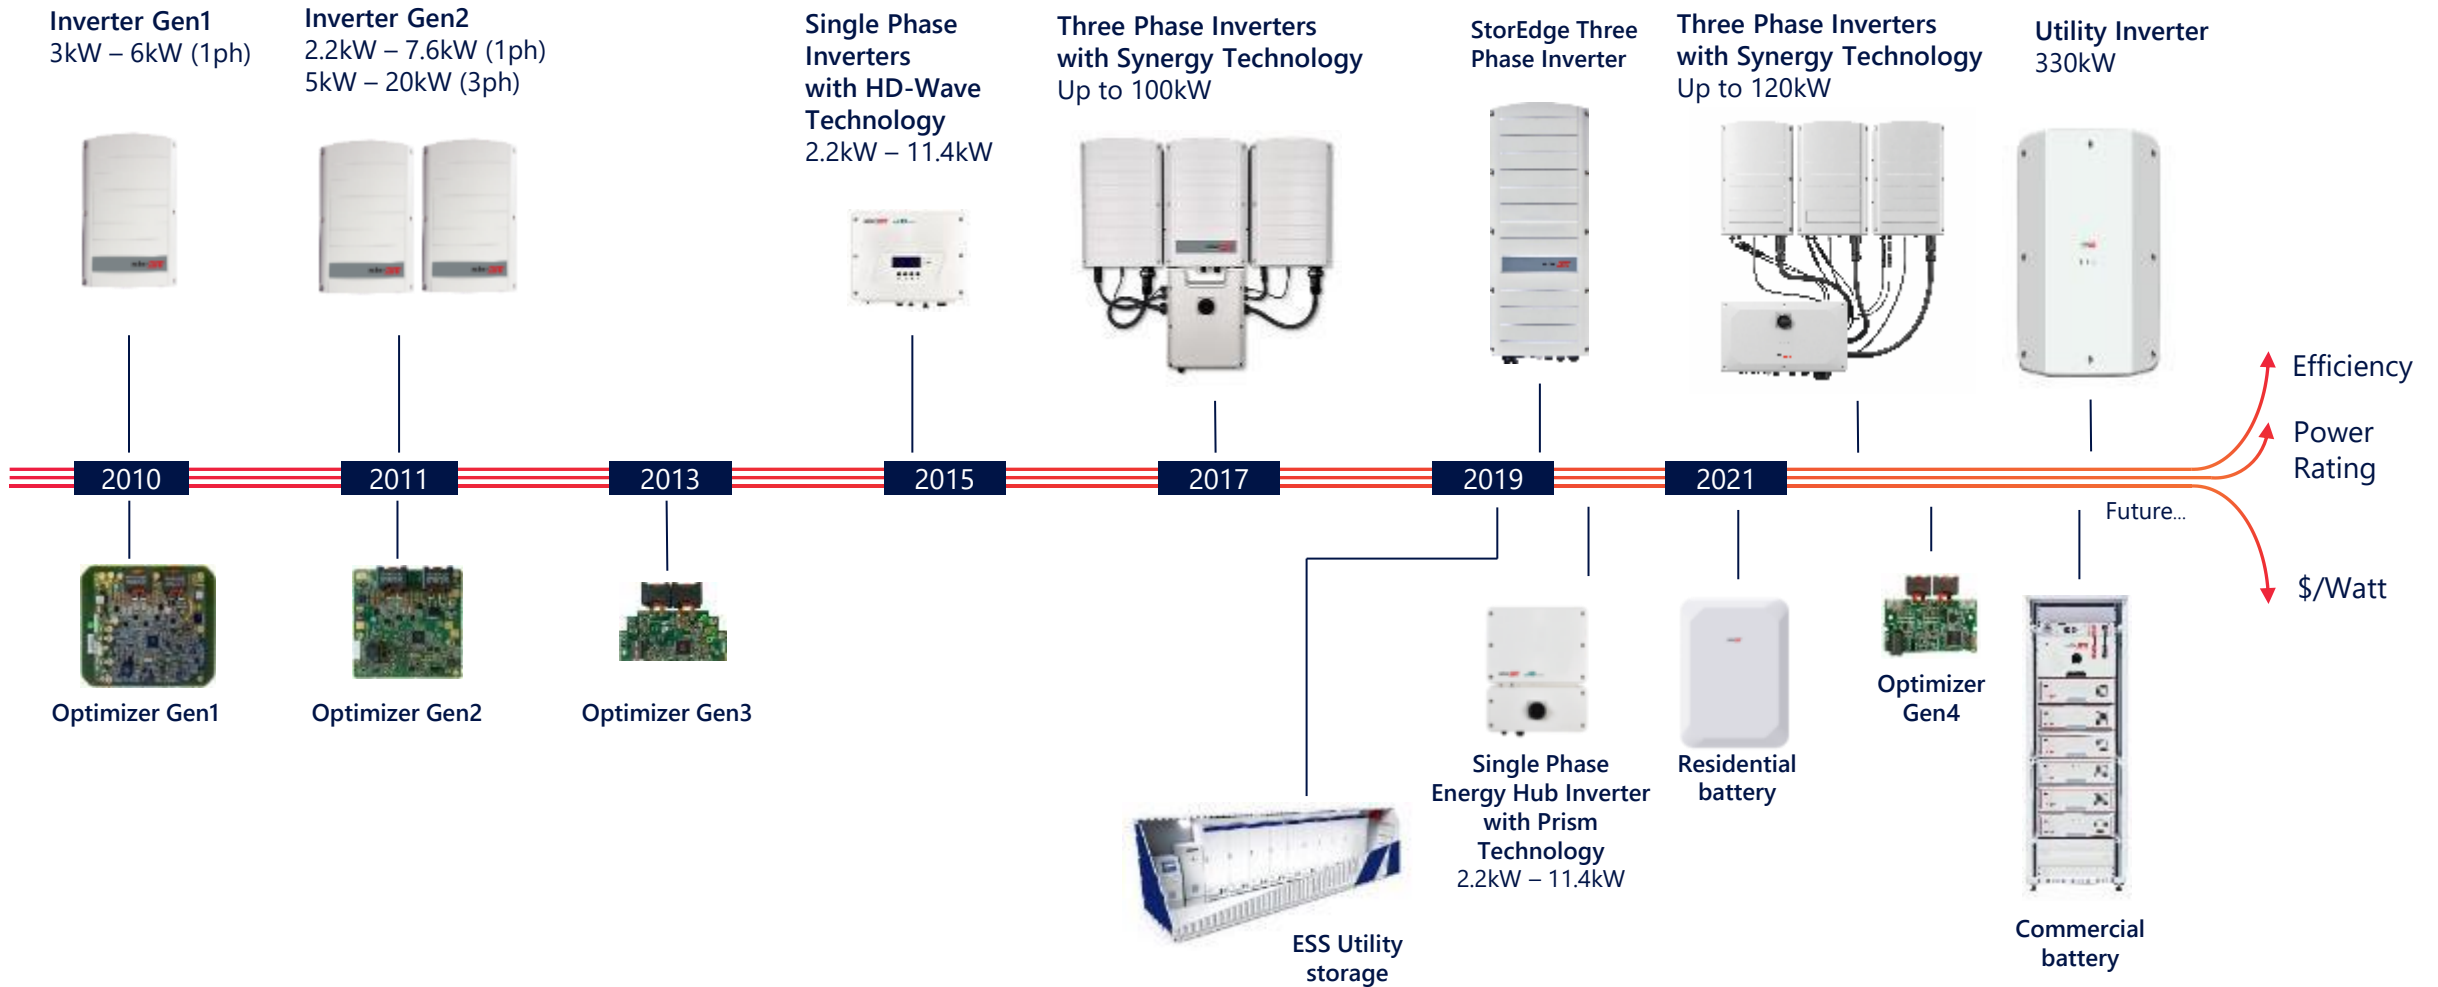 Inverter Gen1
3kW – 6kW (1ph)
Inverter Gen2
2.2kW – 7.6kW (1ph)
5kW – 20kW (3ph)
Single Phase
Inverters
with HD-Wave
Technology
2.2kW – 11.4kW
Three Phase Inverters
with Synergy Technology
Up to 100kW
StorEdge Three
Phase Inverter
Three Phase Inverters
with Synergy Technology
Up to 120kW
Utility Inverter
330kW
Efficiency
Power
Rating
2010
2011
2013
2015
2017
2019
2021
Future...
$/Watt
Optimizer Gen1
Optimizer Gen2
Optimizer Gen3
ESS Utility
storage
Single Phase
Energy Hub Inverter
with Prism
Technology
2.2kW – 11.4kW
Residential
battery
Optimizer
Gen4
Commercial
battery